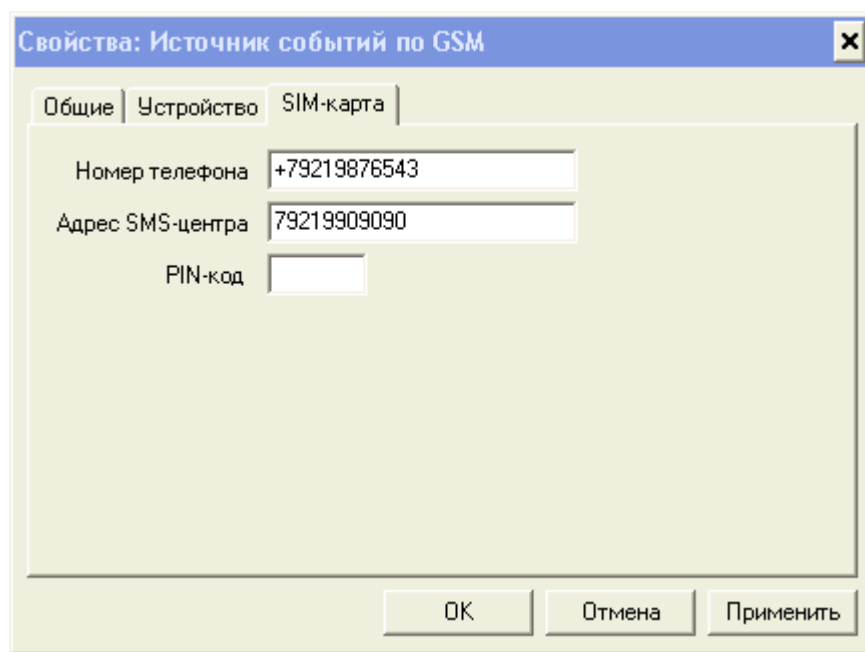 Свойства: Источник событий по GSM
Общие Устройство SIM-карта
Номер телефона +79219876543
Адрес SMS-центра 79219909090
PIN-код
OK Отмена Применить